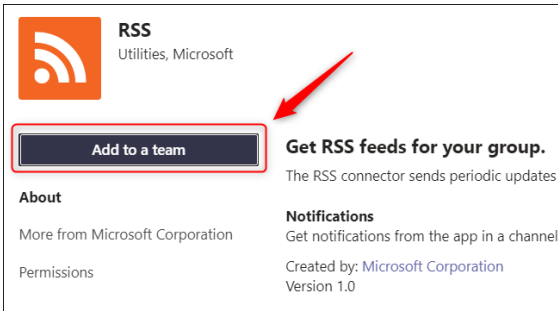 RSS
Utilities, Microsoft
Add to a team
About
More from Microsoft Corporation
Permissions
Get RSS feeds for your group.
The RSS connector sends periodic updates
Notifications
Get notifications from the app in a channel
Created by: Microsoft Corporation
Version 1.0